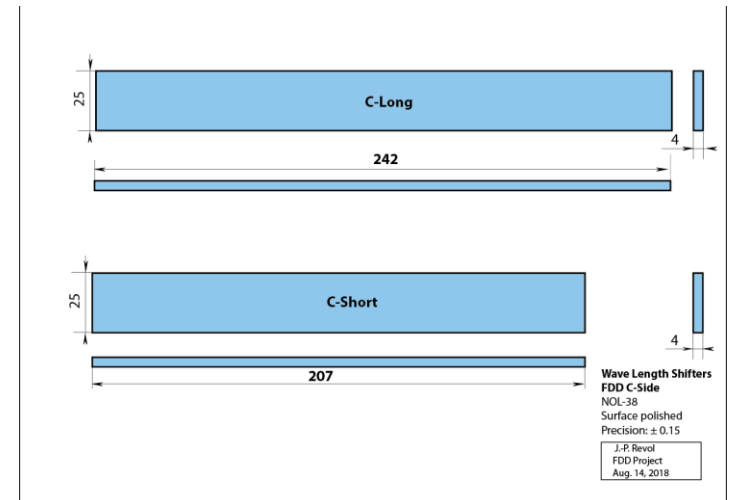 25
C-Long
4
242
25
C-Short
4
207
Wave Length Shifters
FDD C-Side
NOL-38
Surface polished
Precision: ± 0.15
J.-P. Revol
FDD Project
Aug. 14, 2018